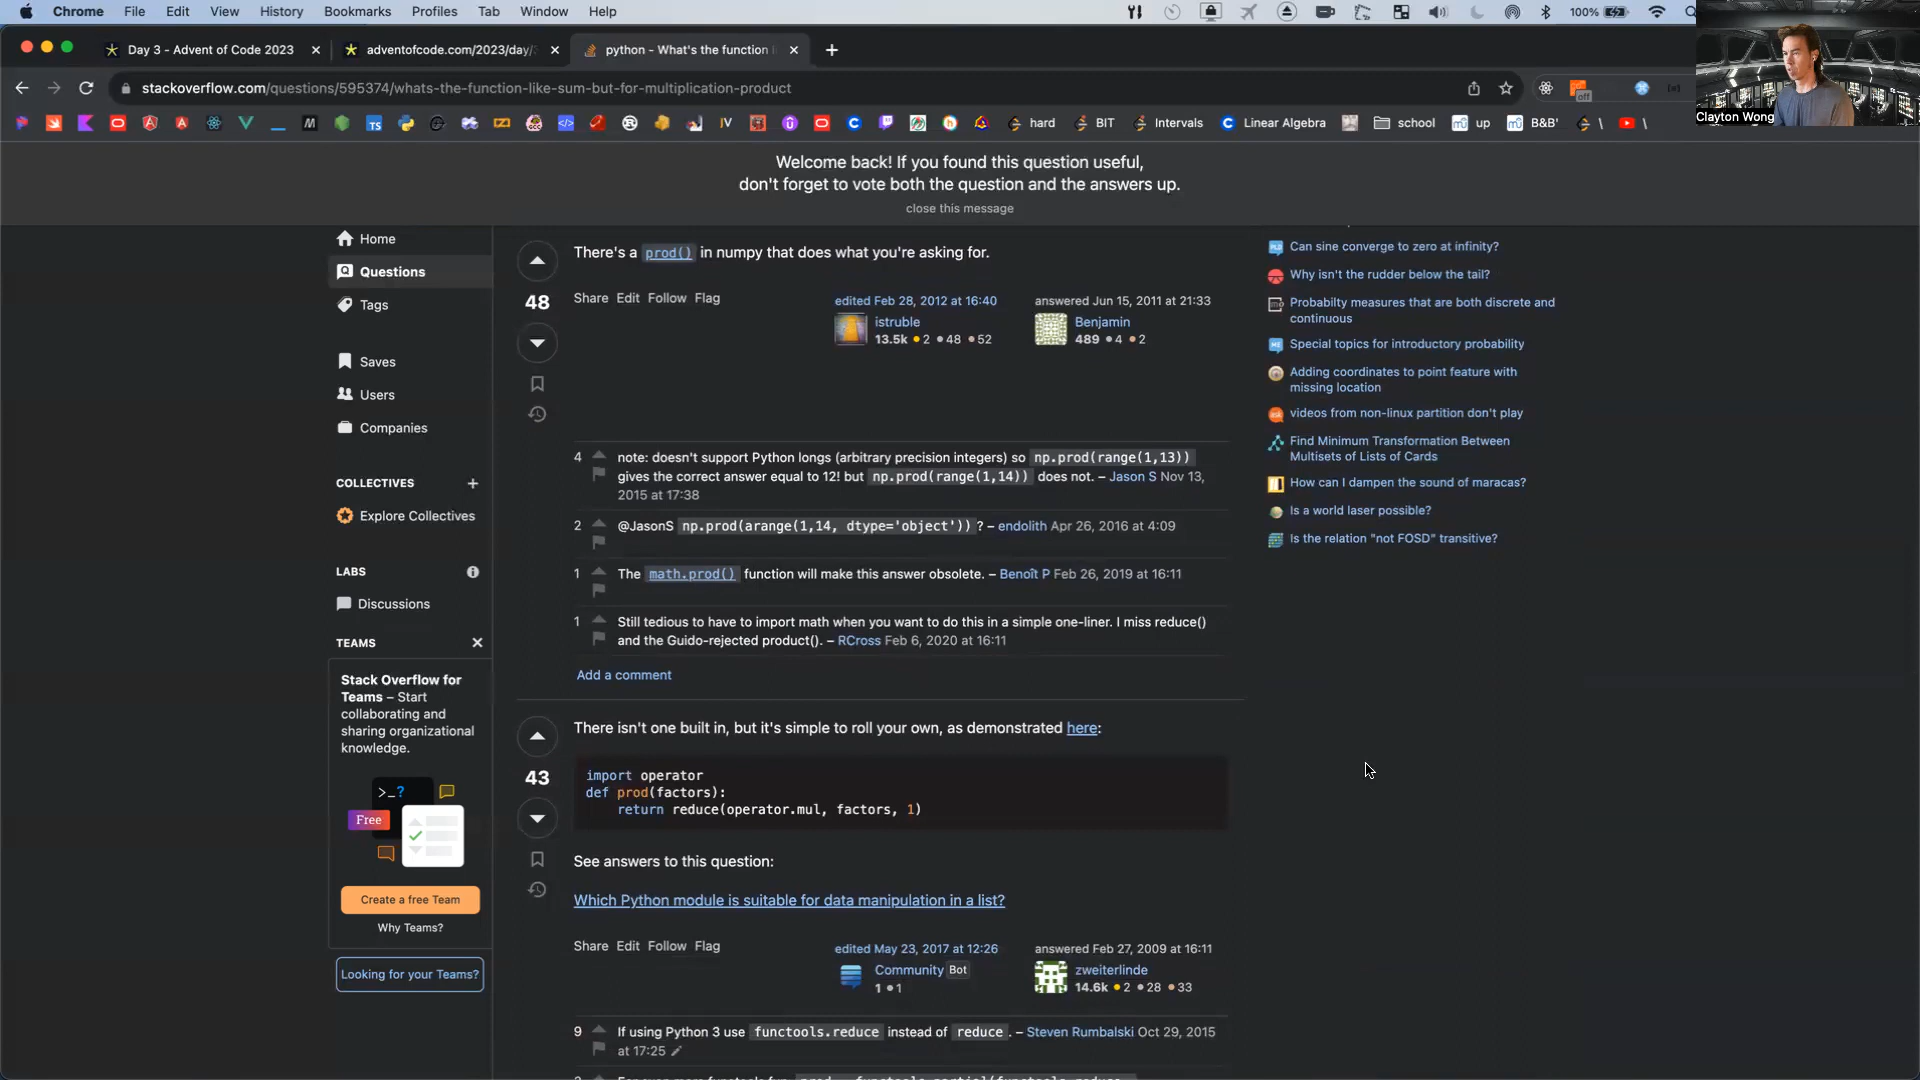 Chrome File Edit View History Bookmarks Profiles Tab Window Help
100%
Day 3 - Advent of Code 2023
adventofcode.com/2023/day/
python - What's the function
stackoverflow.com/questions/595374/whats-the-function-like-sum-but-for-multiplication-product
off
Clayton Wong
IV
hard
BIT
Intervals
Linear Algebra
school
up
B&B'
\
\
Welcome back! If you found this question useful,
don't forget to vote both the question and the answers up.
close this message
Home
Questions
Tags
Saves
Users
Companies
COLLECTIVES
Explore Collectives
LABS
Discussions
TEAMS
Stack Overflow for
Teams – Start
collaborating and
sharing organizational
knowledge.
>_?
Free
Create a free Team
Why Teams?
Looking for your Teams?
There's a prod() in numpy that does what you're asking for.
48
Share Edit Follow Flag
edited Feb 28, 2012 at 16:40
istruble
13.5k 2 48 52
answered Jun 15, 2011 at 21:33
Benjamin
489 4 2
4 note: doesn't support Python longs (arbitrary precision integers) so np.prod(range(1,13))
gives the correct answer equal to 12! but np.prod(range(1,14)) does not. – Jason S Nov 13,
2015 at 17:38
2 @JasonS np.prod(arange(1,14, dtype='object')) ? – endolith Apr 26, 2016 at 4:09
1 The math.prod() function will make this answer obsolete. – Benoît P Feb 26, 2019 at 16:11
1 Still tedious to have to import math when you want to do this in a simple one-liner. I miss reduce()
and the Guido-rejected product(). – RCross Feb 6, 2020 at 16:11
Add a comment
There isn't one built in, but it's simple to roll your own, as demonstrated here:
43
import operator
def prod(factors):
return reduce(operator.mul, factors, 1)
See answers to this question:
Which Python module is suitable for data manipulation in a list?
Share Edit Follow Flag
edited May 23, 2017 at 12:26
Community Bot
1 1
answered Feb 27, 2009 at 16:11
zweiterlinde
14.6k 2 28 33
9 If using Python 3 use functools.reduce instead of reduce. – Steven Rumbalski Oct 29, 2015
at 17:25
Can sine converge to zero at infinity?
Why isn't the rudder below the tail?
Probabilty measures that are both discrete and
continuous
Special topics for introductory probability
Adding coordinates to point feature with
missing location
videos from non-linux partition don't play
Find Minimum Transformation Between
Multisets of Lists of Cards
How can I dampen the sound of maracas?
Is a world laser possible?
Is the relation "not FOSD" transitive?